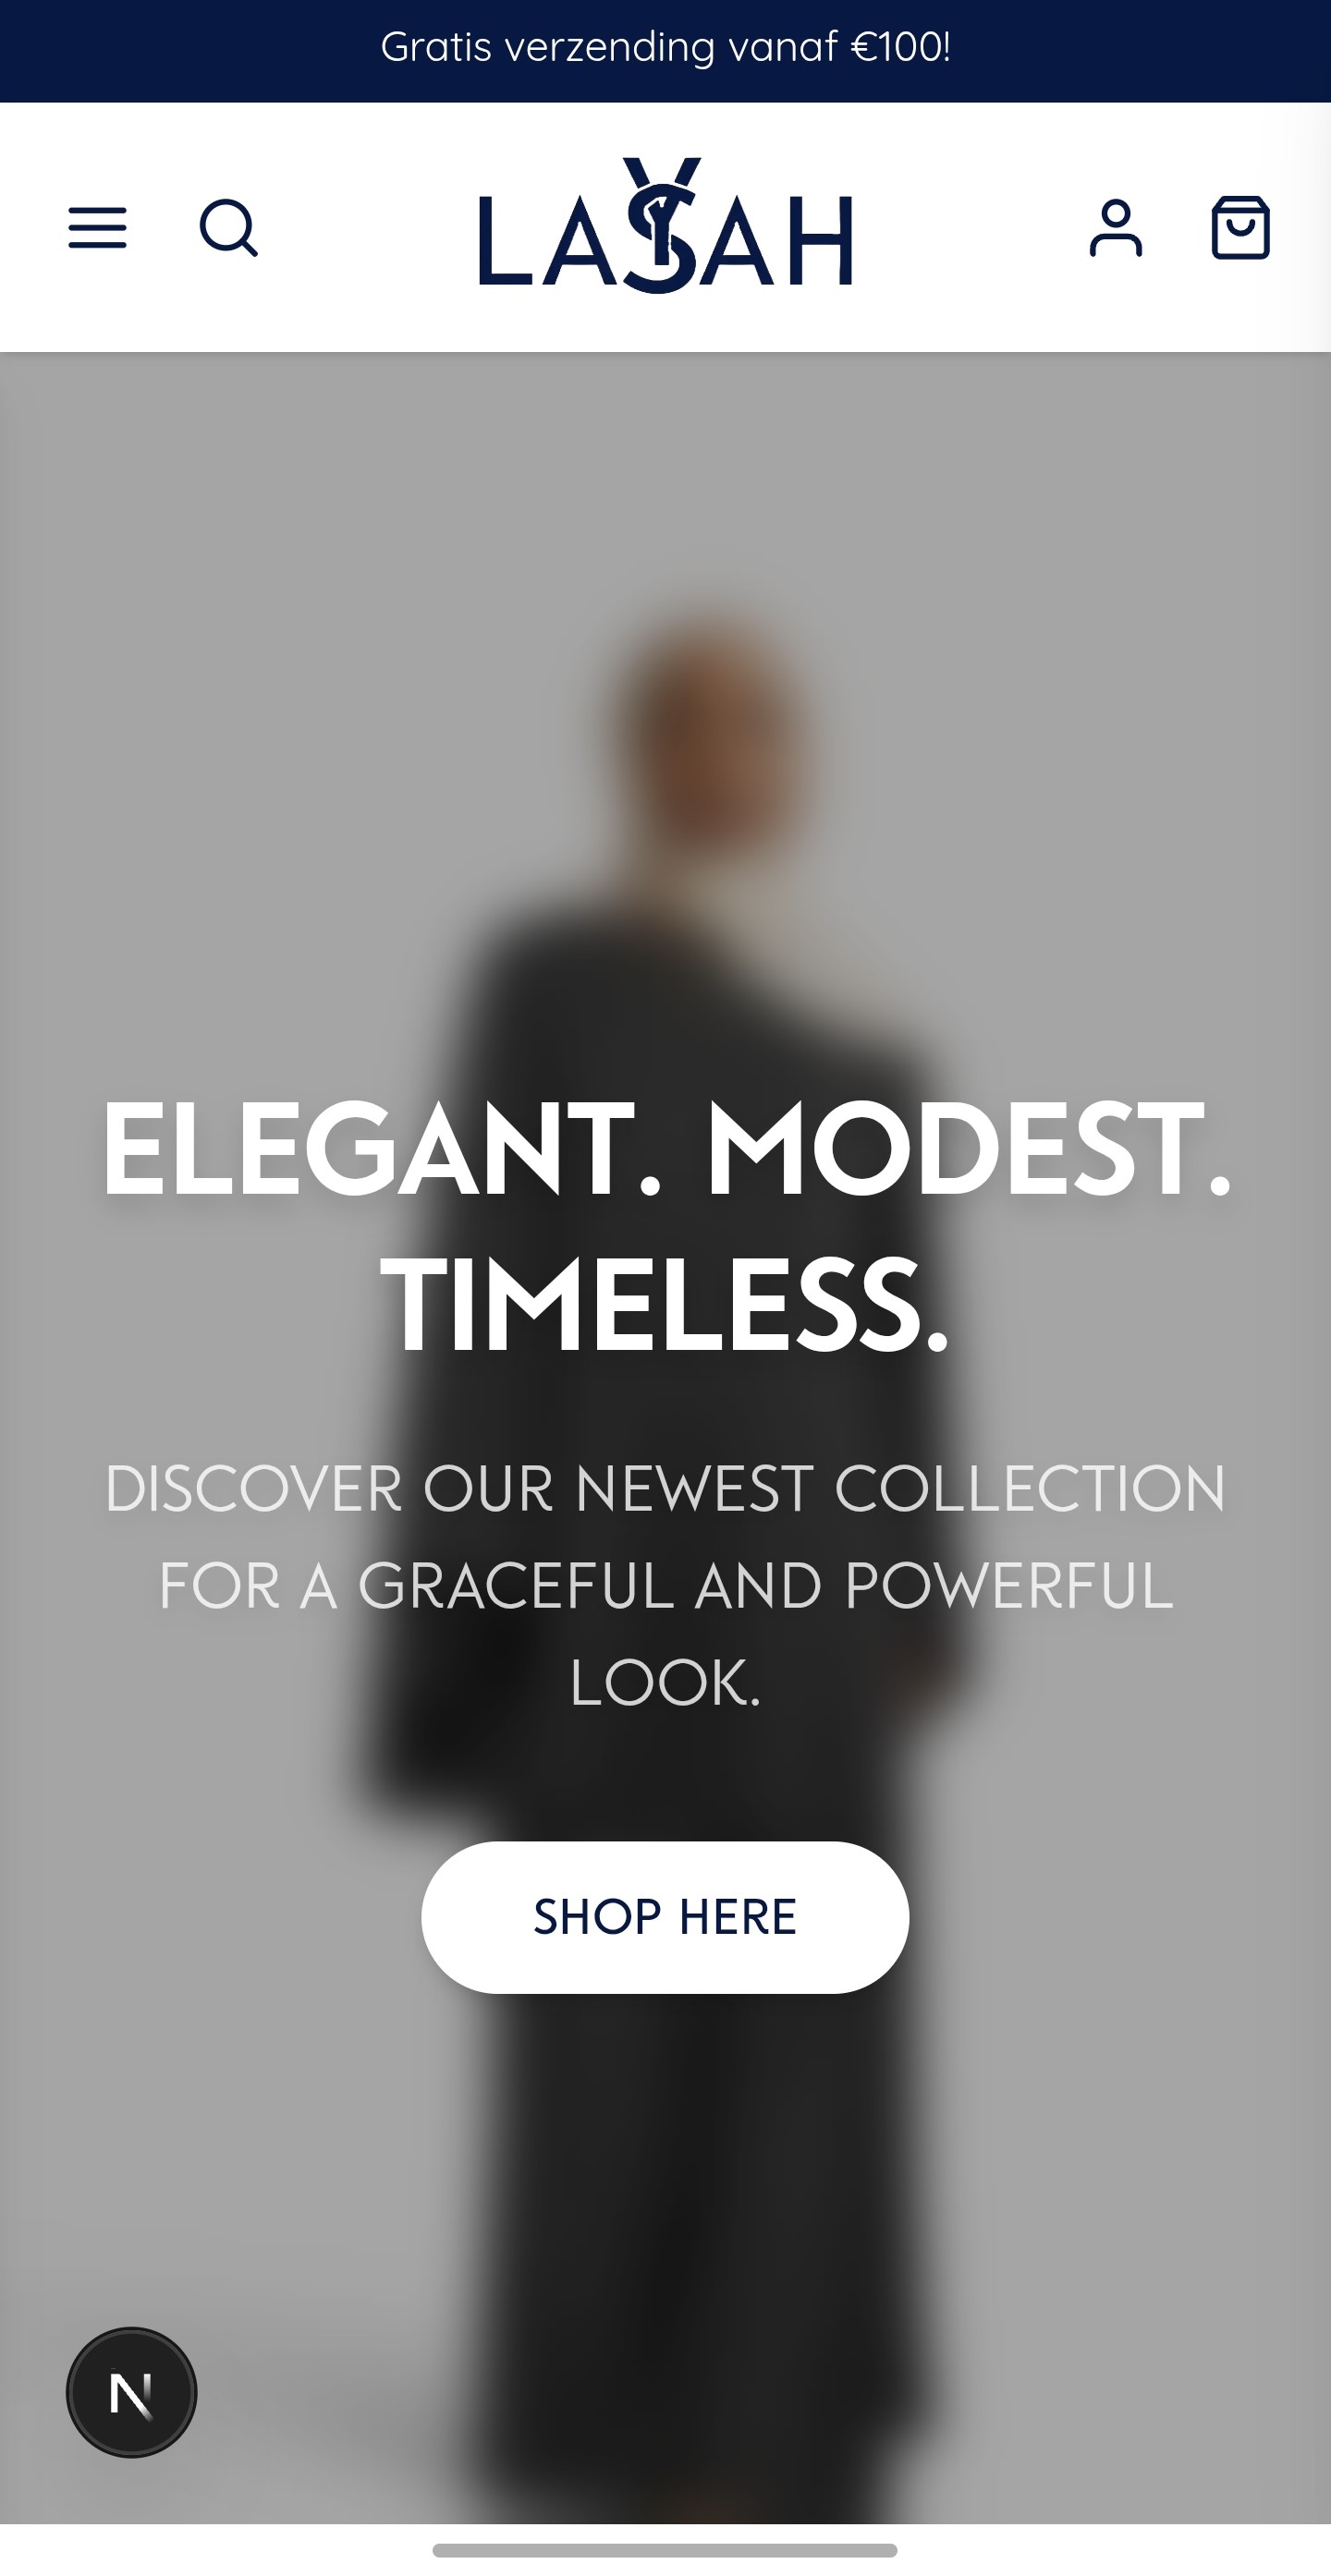 Gratis verzending vanaf €100!
LAYSAH
ELEGANT. MODEST.
TIMELESS.
DISCOVER OUR NEWEST COLLECTION
FOR A GRACEFUL AND POWERFUL
LOOK.
SHOP HERE
N